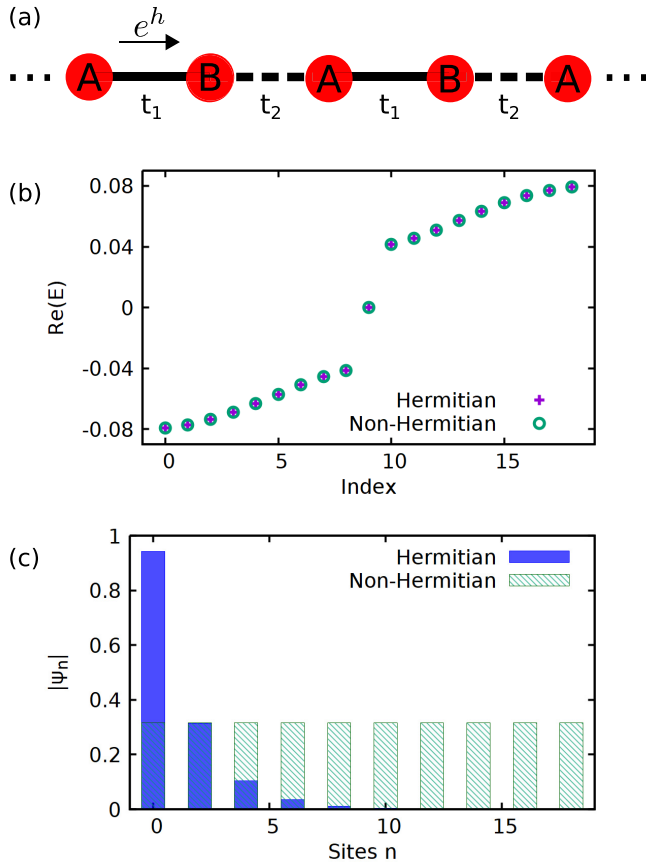 (a)
e^h
A B A B A
t₁ t₂ t₁ t₂
(b)
0.08
0.04
0
-0.04
-0.08
Re(E)
Hermitian
Non-Hermitian
0 5 10 15
Index
(c)
1
0.8
0.6
0.4
0.2
0
|ψₙ|
Hermitian
Non-Hermitian
0 5 10 15
Sites n